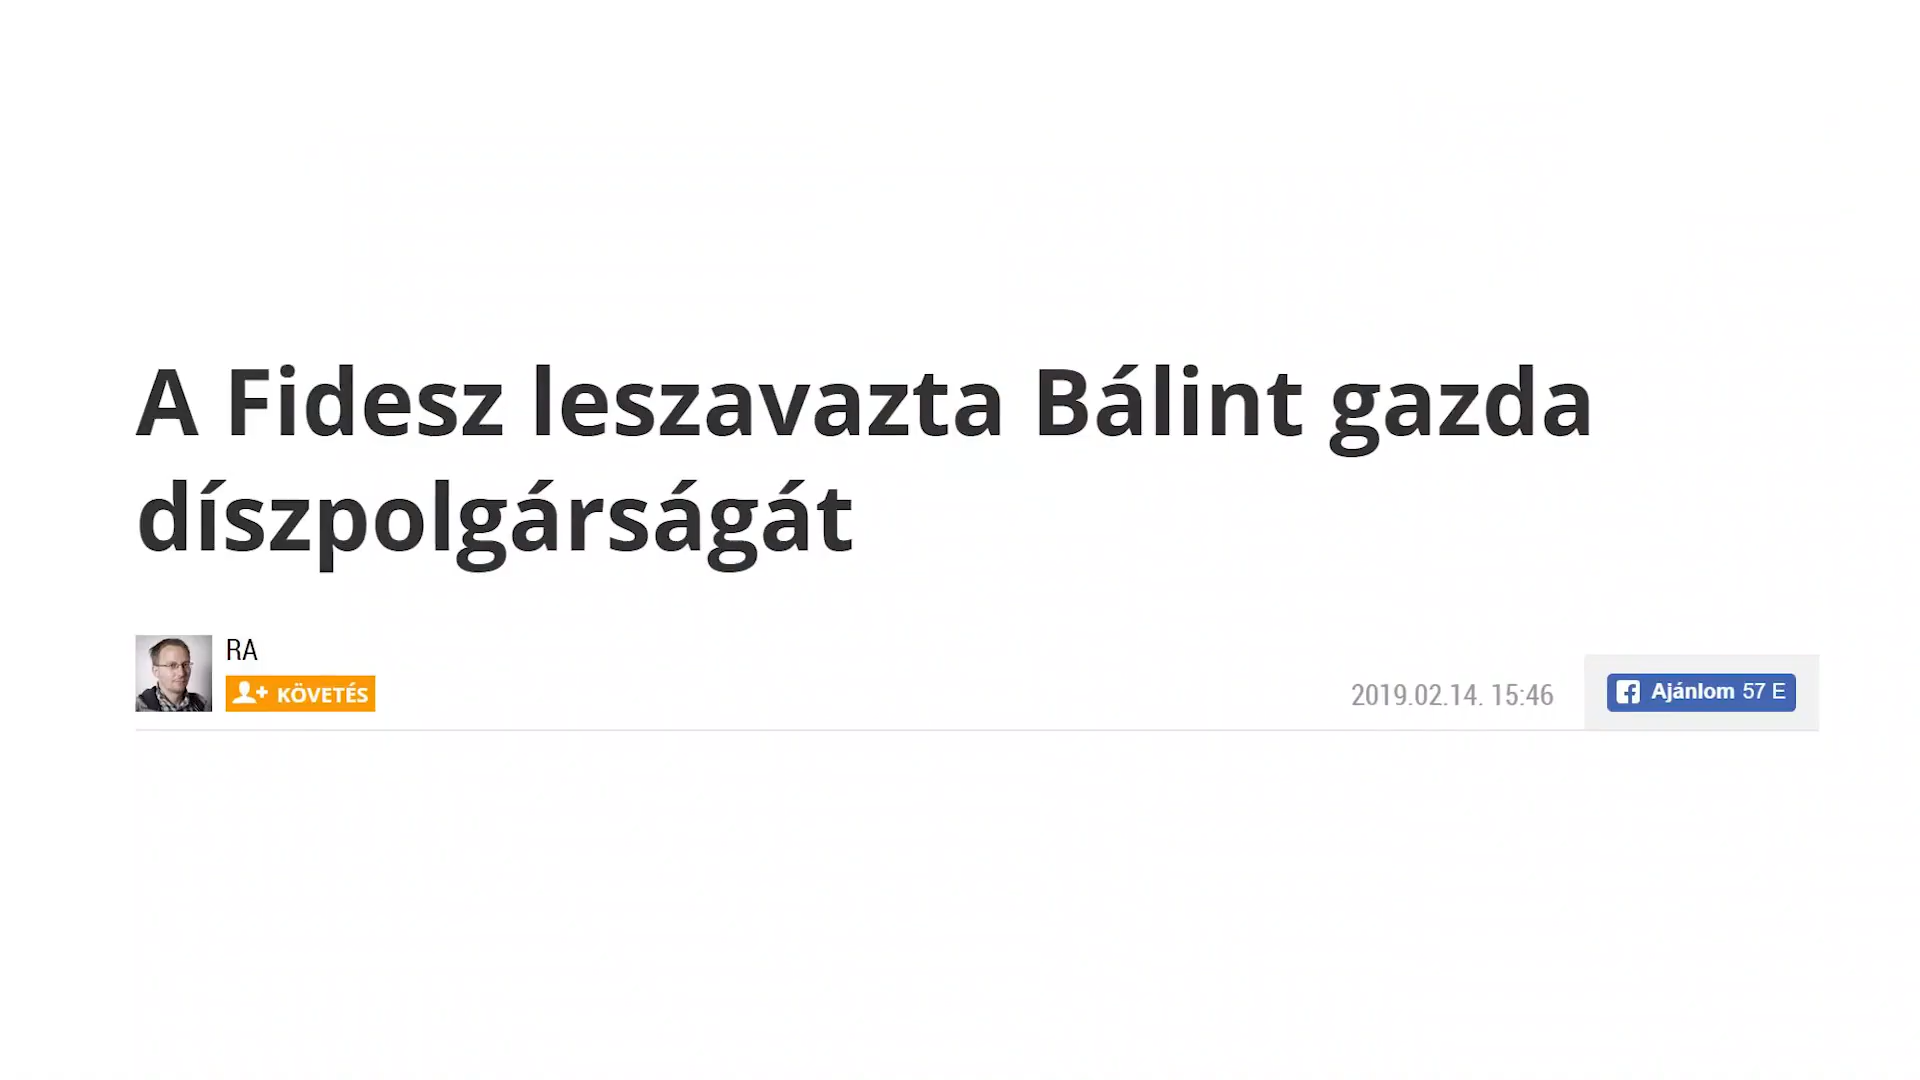 A Fidesz leszavazta Bálint gazda
díszpolgárságát
RA
KÖVETÉS
2019.02.14. 15:46
Ajánlom 57 E